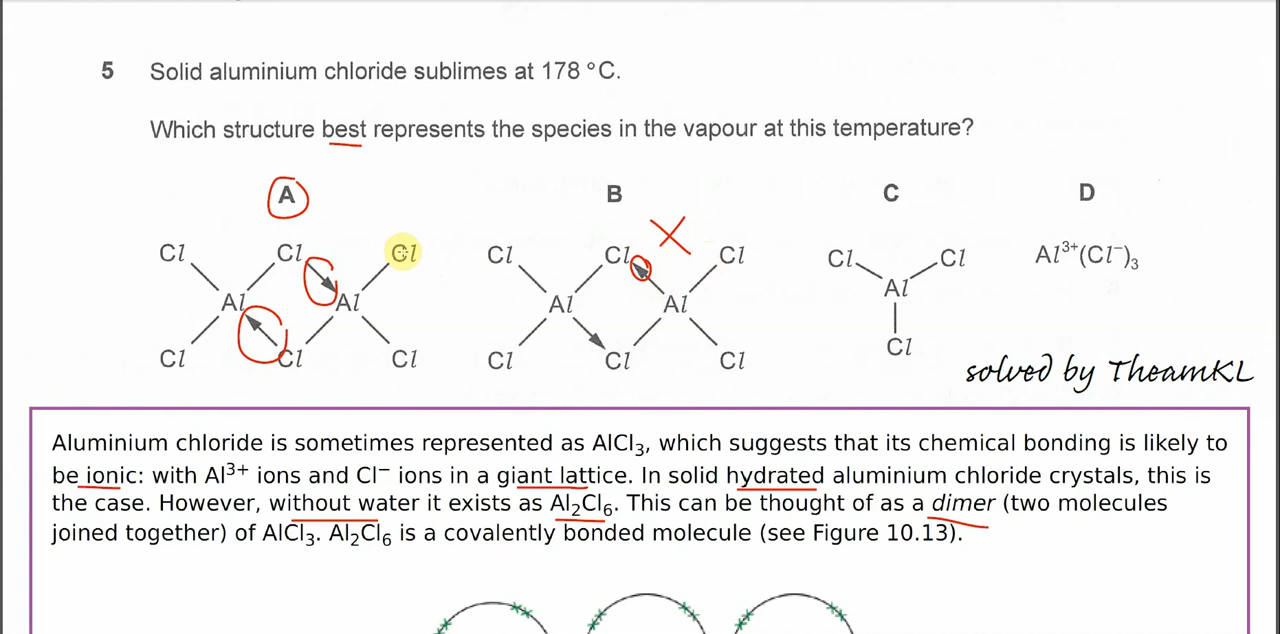 5 Solid aluminium chloride sublimes at 178 °C.
Which structure best represents the species in the vapour at this temperature?
A B C D
Cl Cl Cl Cl Cl Cl Cl Cl Al³⁺(Cl⁻)₃
Al Al Al Al Al
Cl Cl Cl Cl Cl Cl Cl
solved by TheamKL
Aluminium chloride is sometimes represented as AlCl₃, which suggests that its chemical bonding is likely to
be ionic: with Al³⁺ ions and Cl⁻ ions in a giant lattice. In solid hydrated aluminium chloride crystals, this is
the case. However, without water it exists as Al₂Cl₆. This can be thought of as a dimer (two molecules
joined together) of AlCl₃. Al₂Cl₆ is a covalently bonded molecule (see Figure 10.13).